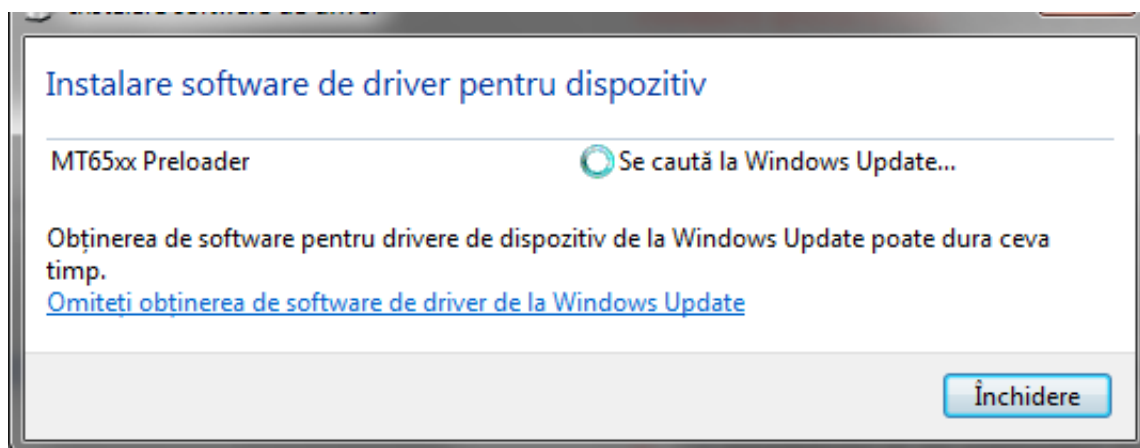 Instalare software de driver pentru dispozitiv
MT65xx Preloader
Se caută la Windows Update...
Obținerea de software pentru drivere de dispozitiv de la Windows Update poate dura ceva
timp.
Omiteți obținerea de software de driver de la Windows Update
Închidere